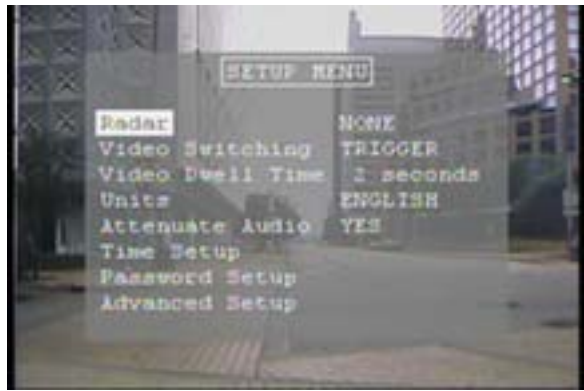 SETUP MENU
Radar NONE
Video Switching TRIGGER
Video Dwell Time 2 seconds
Units ENGLISH
Attenuate Audio YES
Time Setup
Password Setup
Advanced Setup